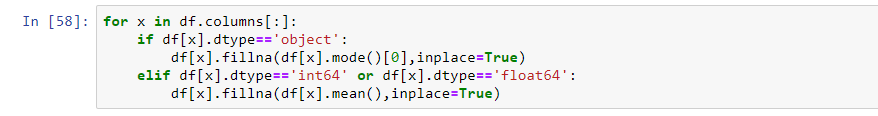 In [58]: for x in df.columns[:]:
    if df[x].dtype=='object':
        df[x].fillna(df[x].mode()[0],inplace=True)
    elif df[x].dtype=='int64' or df[x].dtype=='float64':
        df[x].fillna(df[x].mean(),inplace=True)